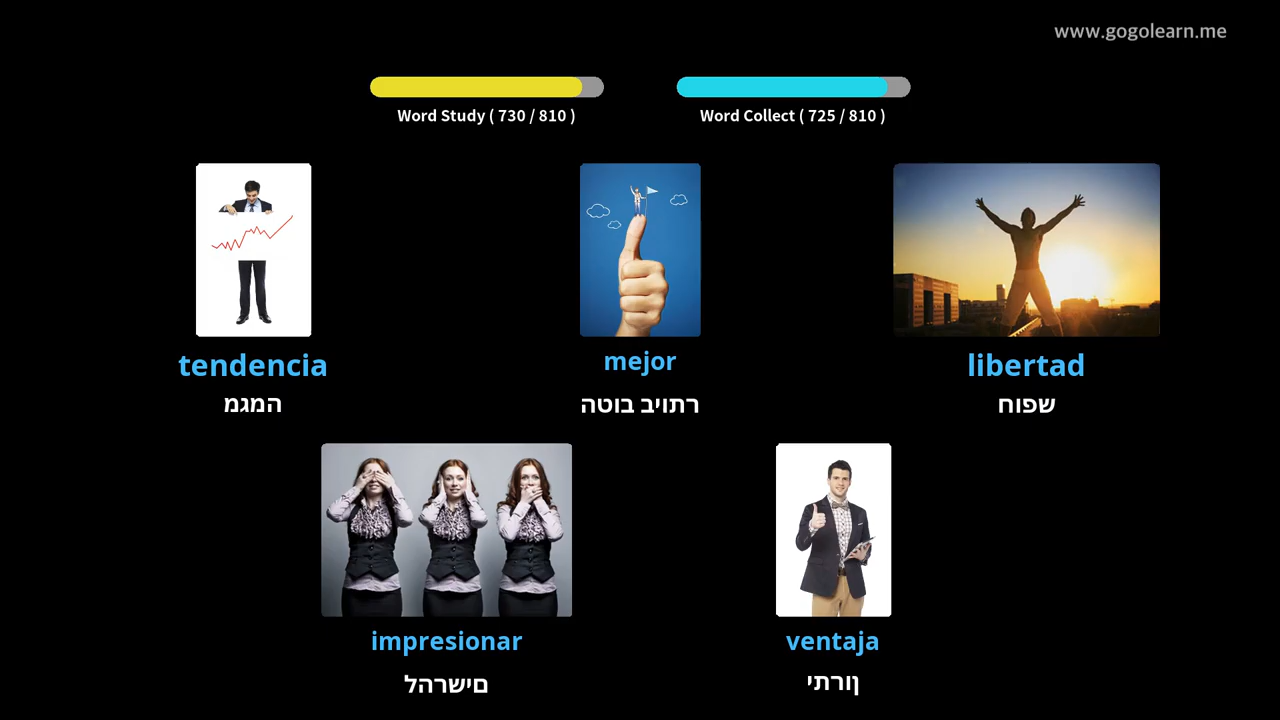 www.gogolearn.me
Word Study ( 730 / 810 )
Word Collect ( 725 / 810 )
tendencia
המגמ
mejor
רתויב בוטה
libertad
שפוח
impresionar
םישרהל
ventaja
ןורתי